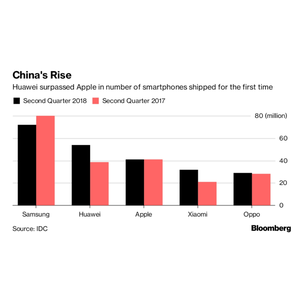 China's Rise
Huawei surpassed Apple in number of smartphones shipped for the first time
Second Quarter 2018 Second Quarter 2017
80 (million)
60
40
20
0
Samsung Huawei Apple Xiaomi Oppo
Source: IDC Bloomberg